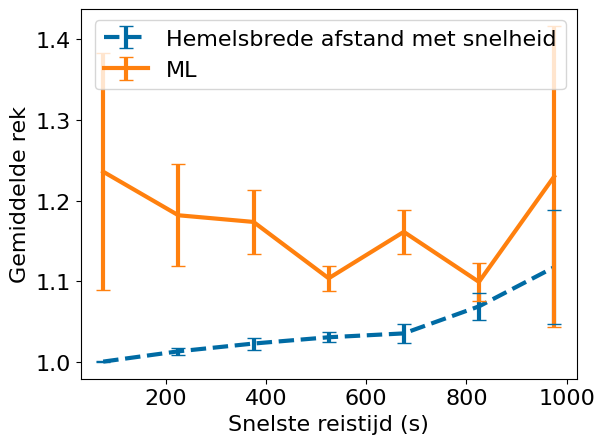 Hemelsbrede afstand met snelheid
ML
Gemiddelde rek
1.4
1.3
1.2
1.1
1.0
200 400 600 800 1000
Snelste reistijd (s)